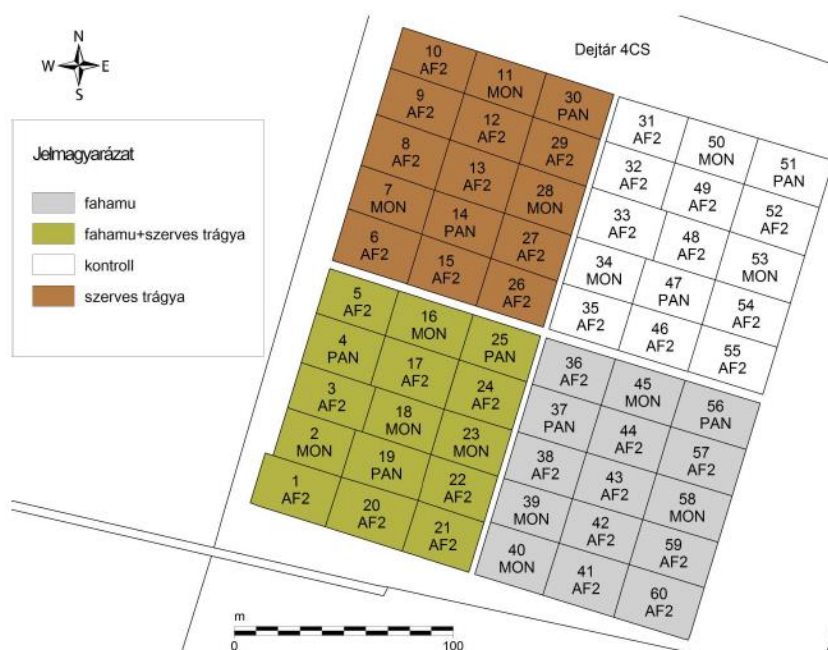 N
W E
S
Dejtár 4CS
Jelmagyarázat
fahamu
fahamu+szerves trágya
kontroll
szerves trágya
10
AF2
11
MON
30
PAN
9
AF2
12
AF2
29
AF2
8
AF2
13
AF2
28
MON
7
MON
14
PAN
27
AF2
6
AF2
15
AF2
26
AF2
31
AF2
50
MON
51
PAN
32
AF2
49
AF2
52
AF2
33
AF2
48
AF2
53
MON
34
MON
47
PAN
54
AF2
35
AF2
46
AF2
55
AF2
5
AF2
16
MON
25
PAN
4
PAN
17
AF2
24
AF2
3
AF2
18
MON
23
MON
2
MON
19
PAN
22
AF2
1
AF2
20
AF2
21
AF2
36
AF2
45
MON
56
PAN
37
PAN
44
AF2
57
AF2
38
AF2
43
AF2
58
MON
39
MON
42
AF2
59
AF2
40
MON
41
AF2
60
AF2
m
0 100